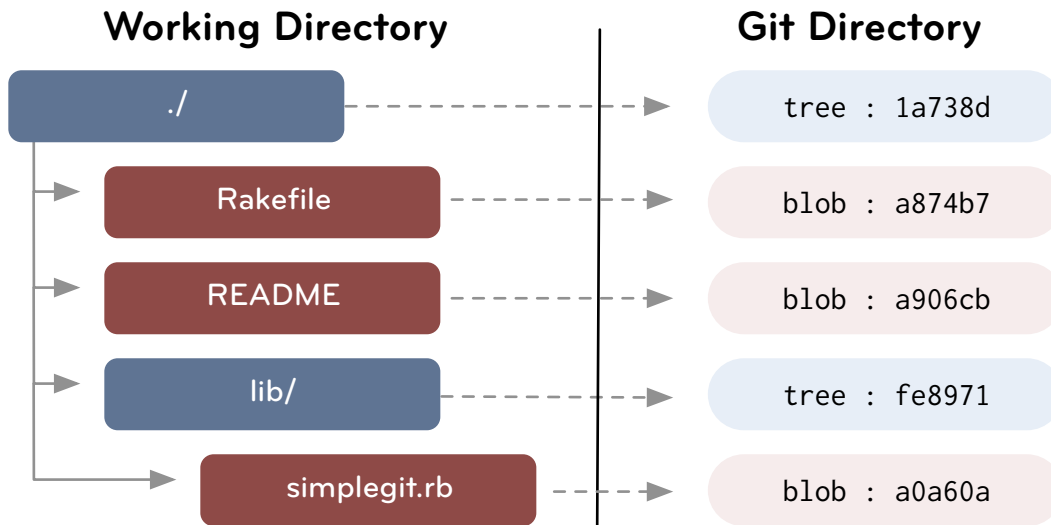 Working Directory
Git Directory
./
tree : 1a738d
Rakefile
blob : a874b7
README
blob : a906cb
lib/
tree : fe8971
simplegit.rb
blob : a0a60a